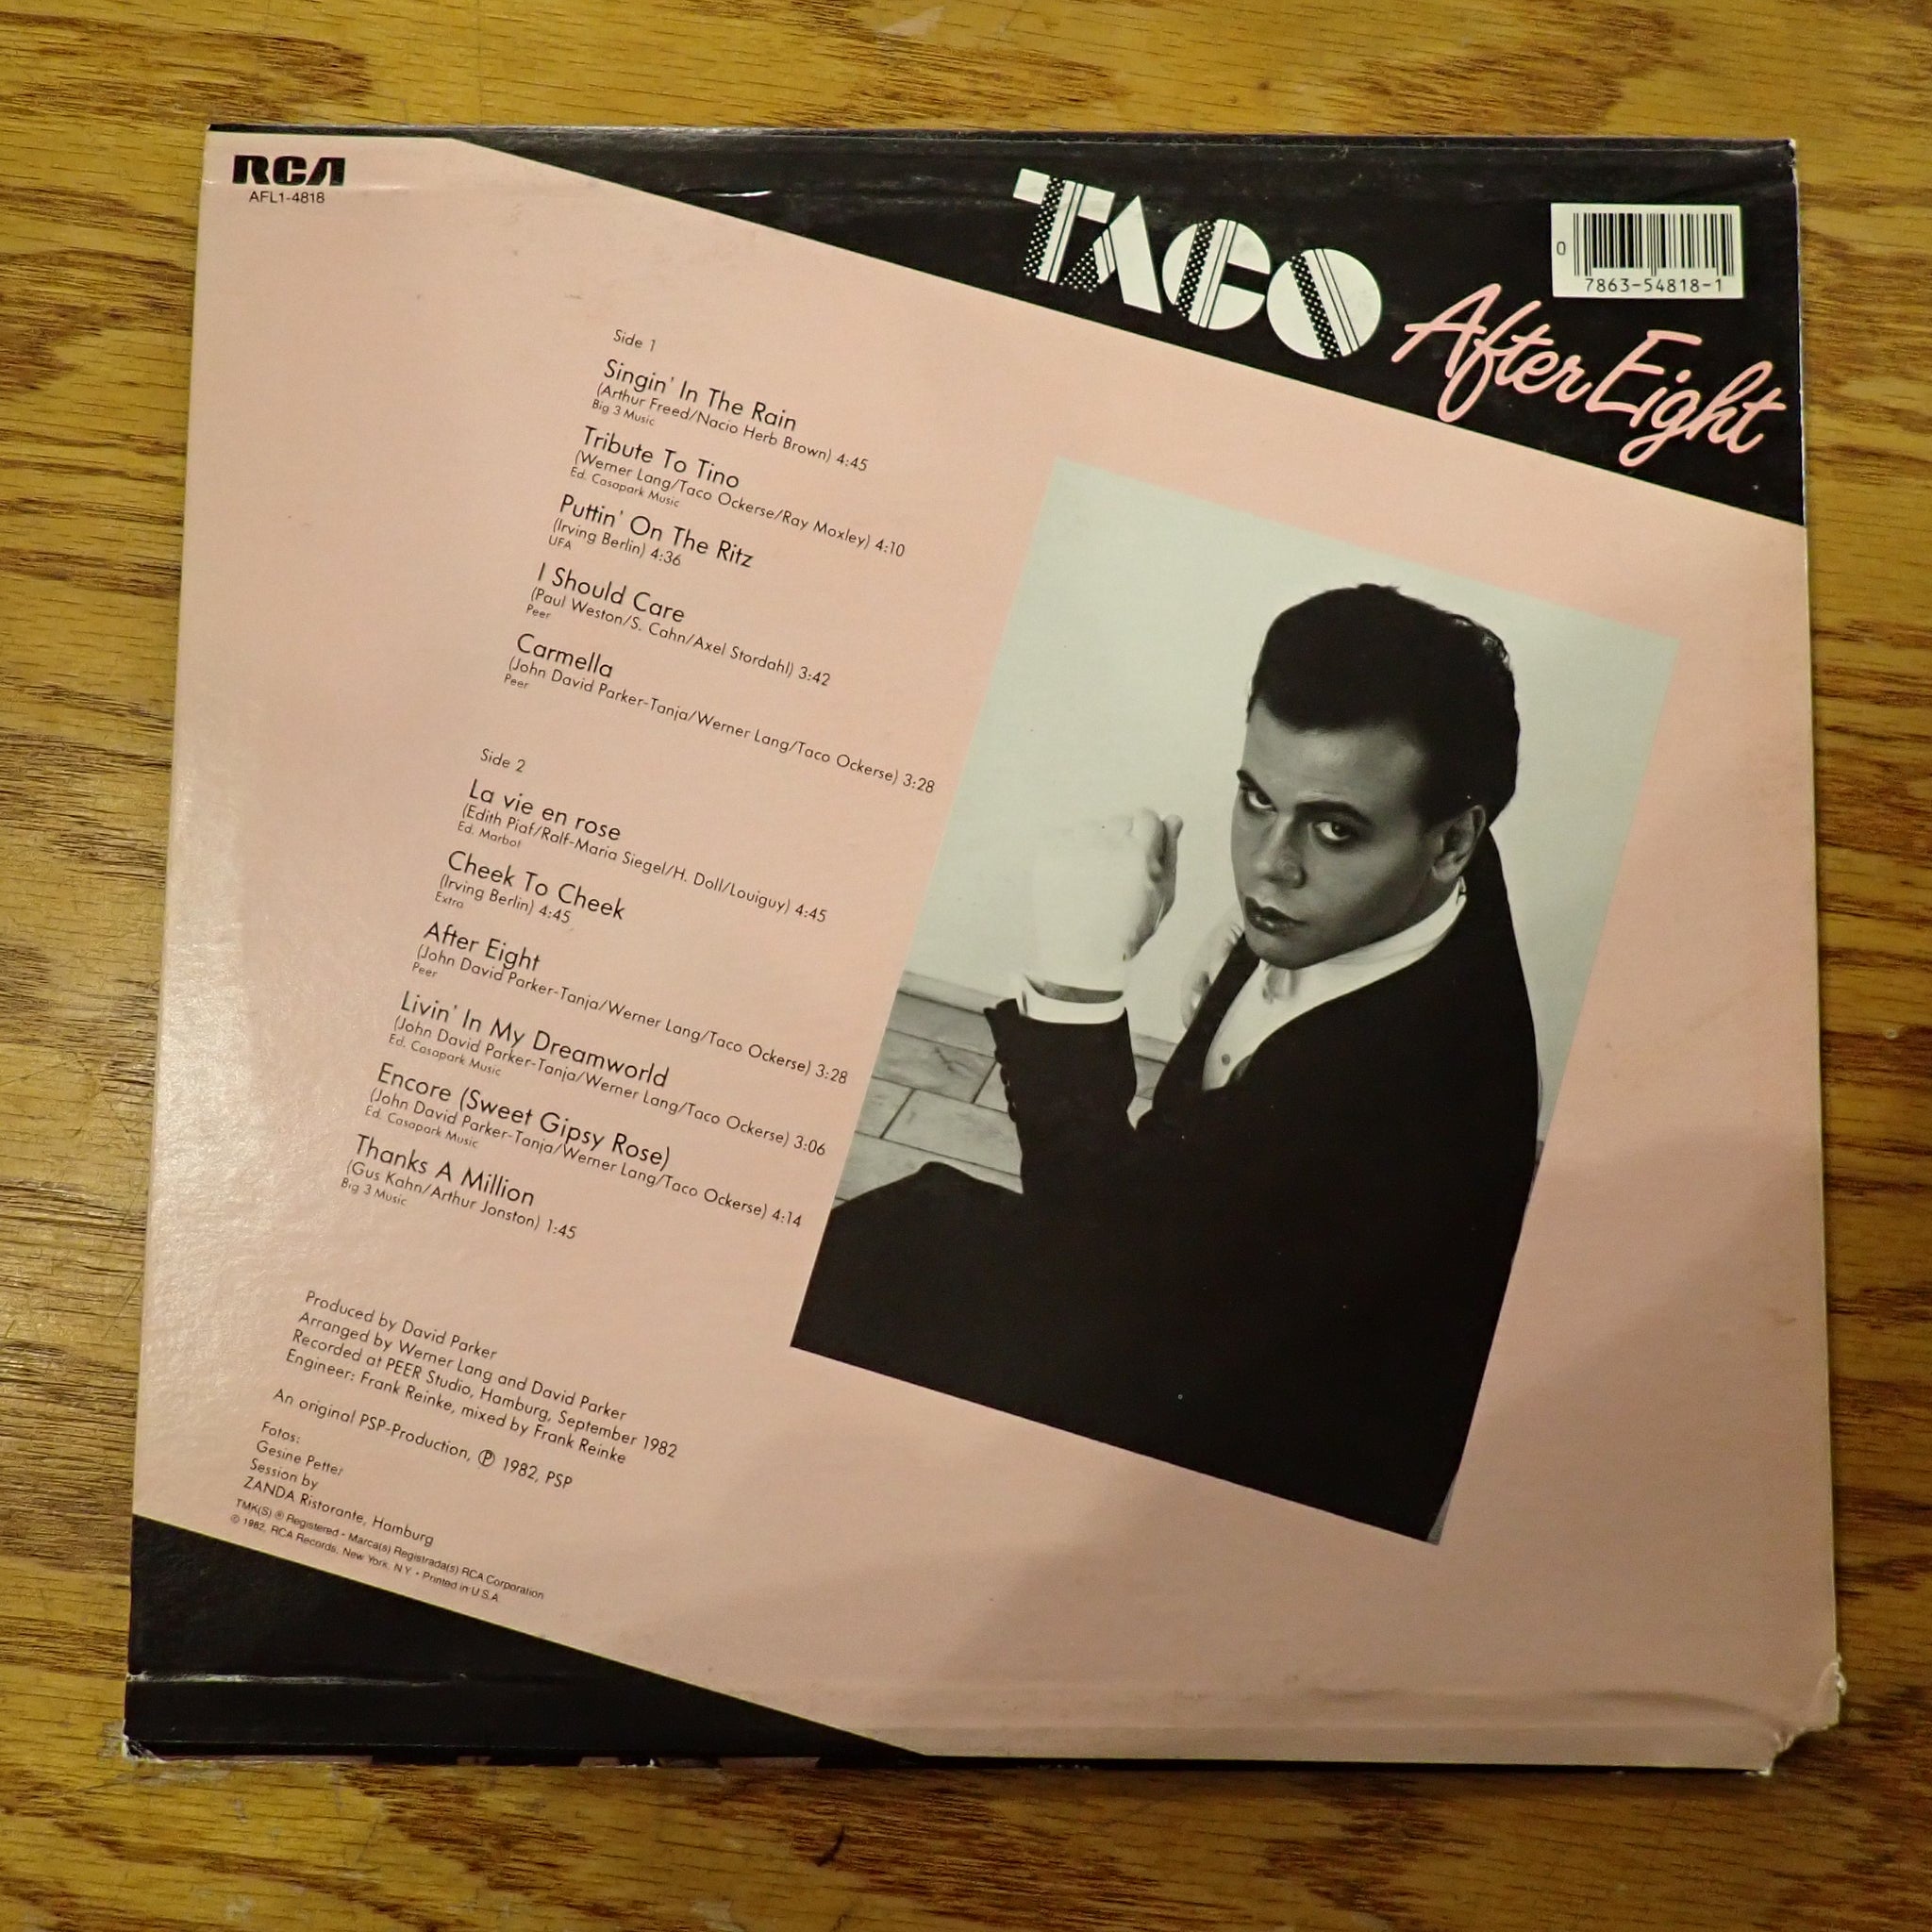 RCA
AFL1-4818
TACO
After Eight
0
7863-54818-1
Side 1
Singin' In The Rain
(Arthur Freed/Nacio Herb Brown) 4:45
Big 3 Music
Tribute To Tino
(Werner Lang/Taco Ockerse/Ray Moxley) 4:10
Ed. Casapark Music
Puttin' On The Ritz
(Irving Berlin) 4:36
UFA
I Should Care
(Paul Weston/S. Cahn/Axel Stordahl) 3:42
Peer
Carmella
(John David Parker-Tanja/Werner Lang/Taco Ockerse) 3:28
Peer
Side 2
La vie en rose
(Edith Piaf/Ralf-Maria Siegel/H. Doll/Louiguy) 4:45
Ed. Marbot
Cheek To Cheek
(Irving Berlin) 4:45
Extra
After Eight
(John David Parker-Tanja/Werner Lang/Taco Ockerse) 3:28
Peer
Livin' In My Dreamworld
(John David Parker-Tanja/Werner Lang/Taco Ockerse) 3:06
Ed. Casapark Music
Encore (Sweet Gipsy Rose)
(John David Parker-Tanja/Werner Lang/Taco Ockerse) 4:14
Ed. Casapark Music
Thanks A Million
(Gus Kahn/Arthur Jonston) 1:45
Big 3 Music
Produced by David Parker
Arranged by Werner Lang and David Parker
Recorded at PEER Studio, Hamburg, September 1982
Engineer: Frank Reinke, mixed by Frank Reinke
An original PSP-Production, ℗ 1982, PSP
Fotos:
Gesine Petter
Session by
ZANDA Ristorante, Hamburg
TMK(S) ® Registered • Marca(s) Registrada(s) RCA Corporation
© 1982, RCA Records, New York, N.Y. • Printed in U.S.A.